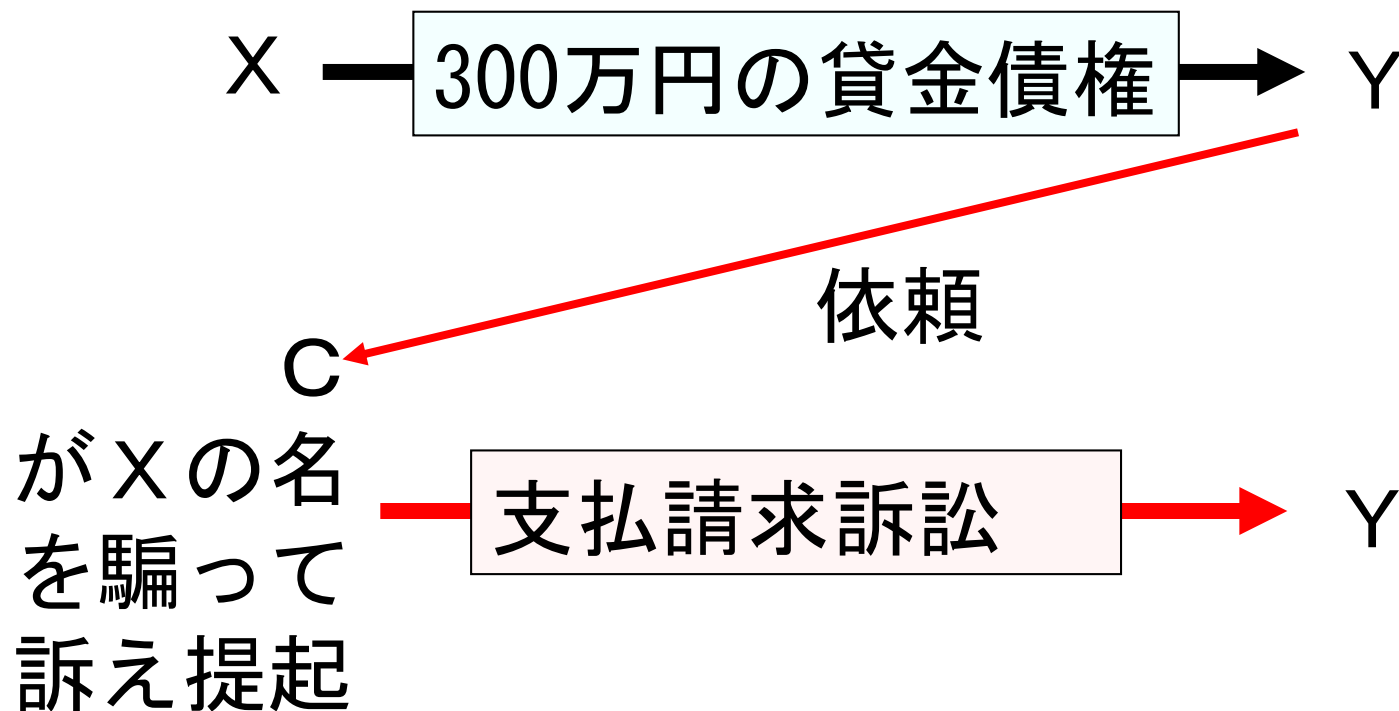 Ｘ 300万円の貸金債権 Ｙ
依頼
Ｃ
がＸの名
を騙って
訴え提起
支払請求訴訟 Ｙ